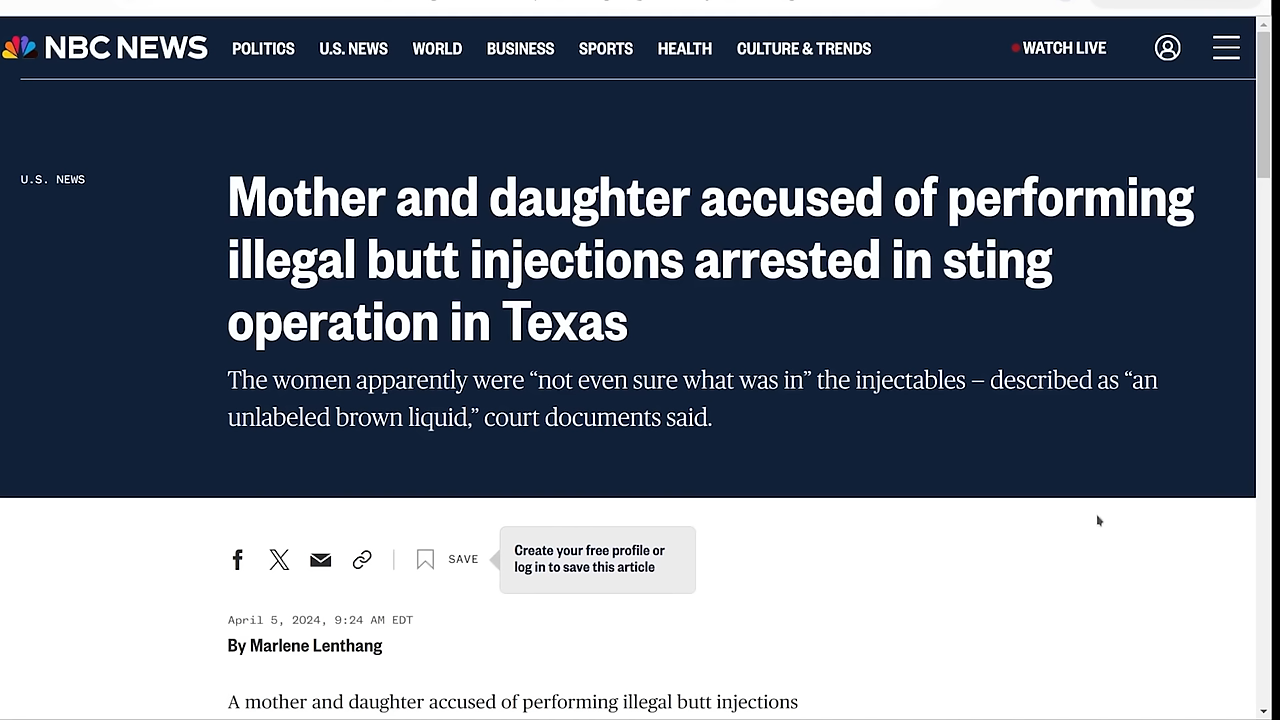 NBC NEWS POLITICS U.S. NEWS WORLD BUSINESS SPORTS HEALTH CULTURE & TRENDS WATCH LIVE
U.S. NEWS
Mother and daughter accused of performing
illegal butt injections arrested in sting
operation in Texas
The women apparently were “not even sure what was in” the injectables — described as “an
unlabeled brown liquid,” court documents said.
SAVE
Create your free profile or
log in to save this article
April 5, 2024, 9:24 AM EDT
By Marlene Lenthang
A mother and daughter accused of performing illegal butt injections